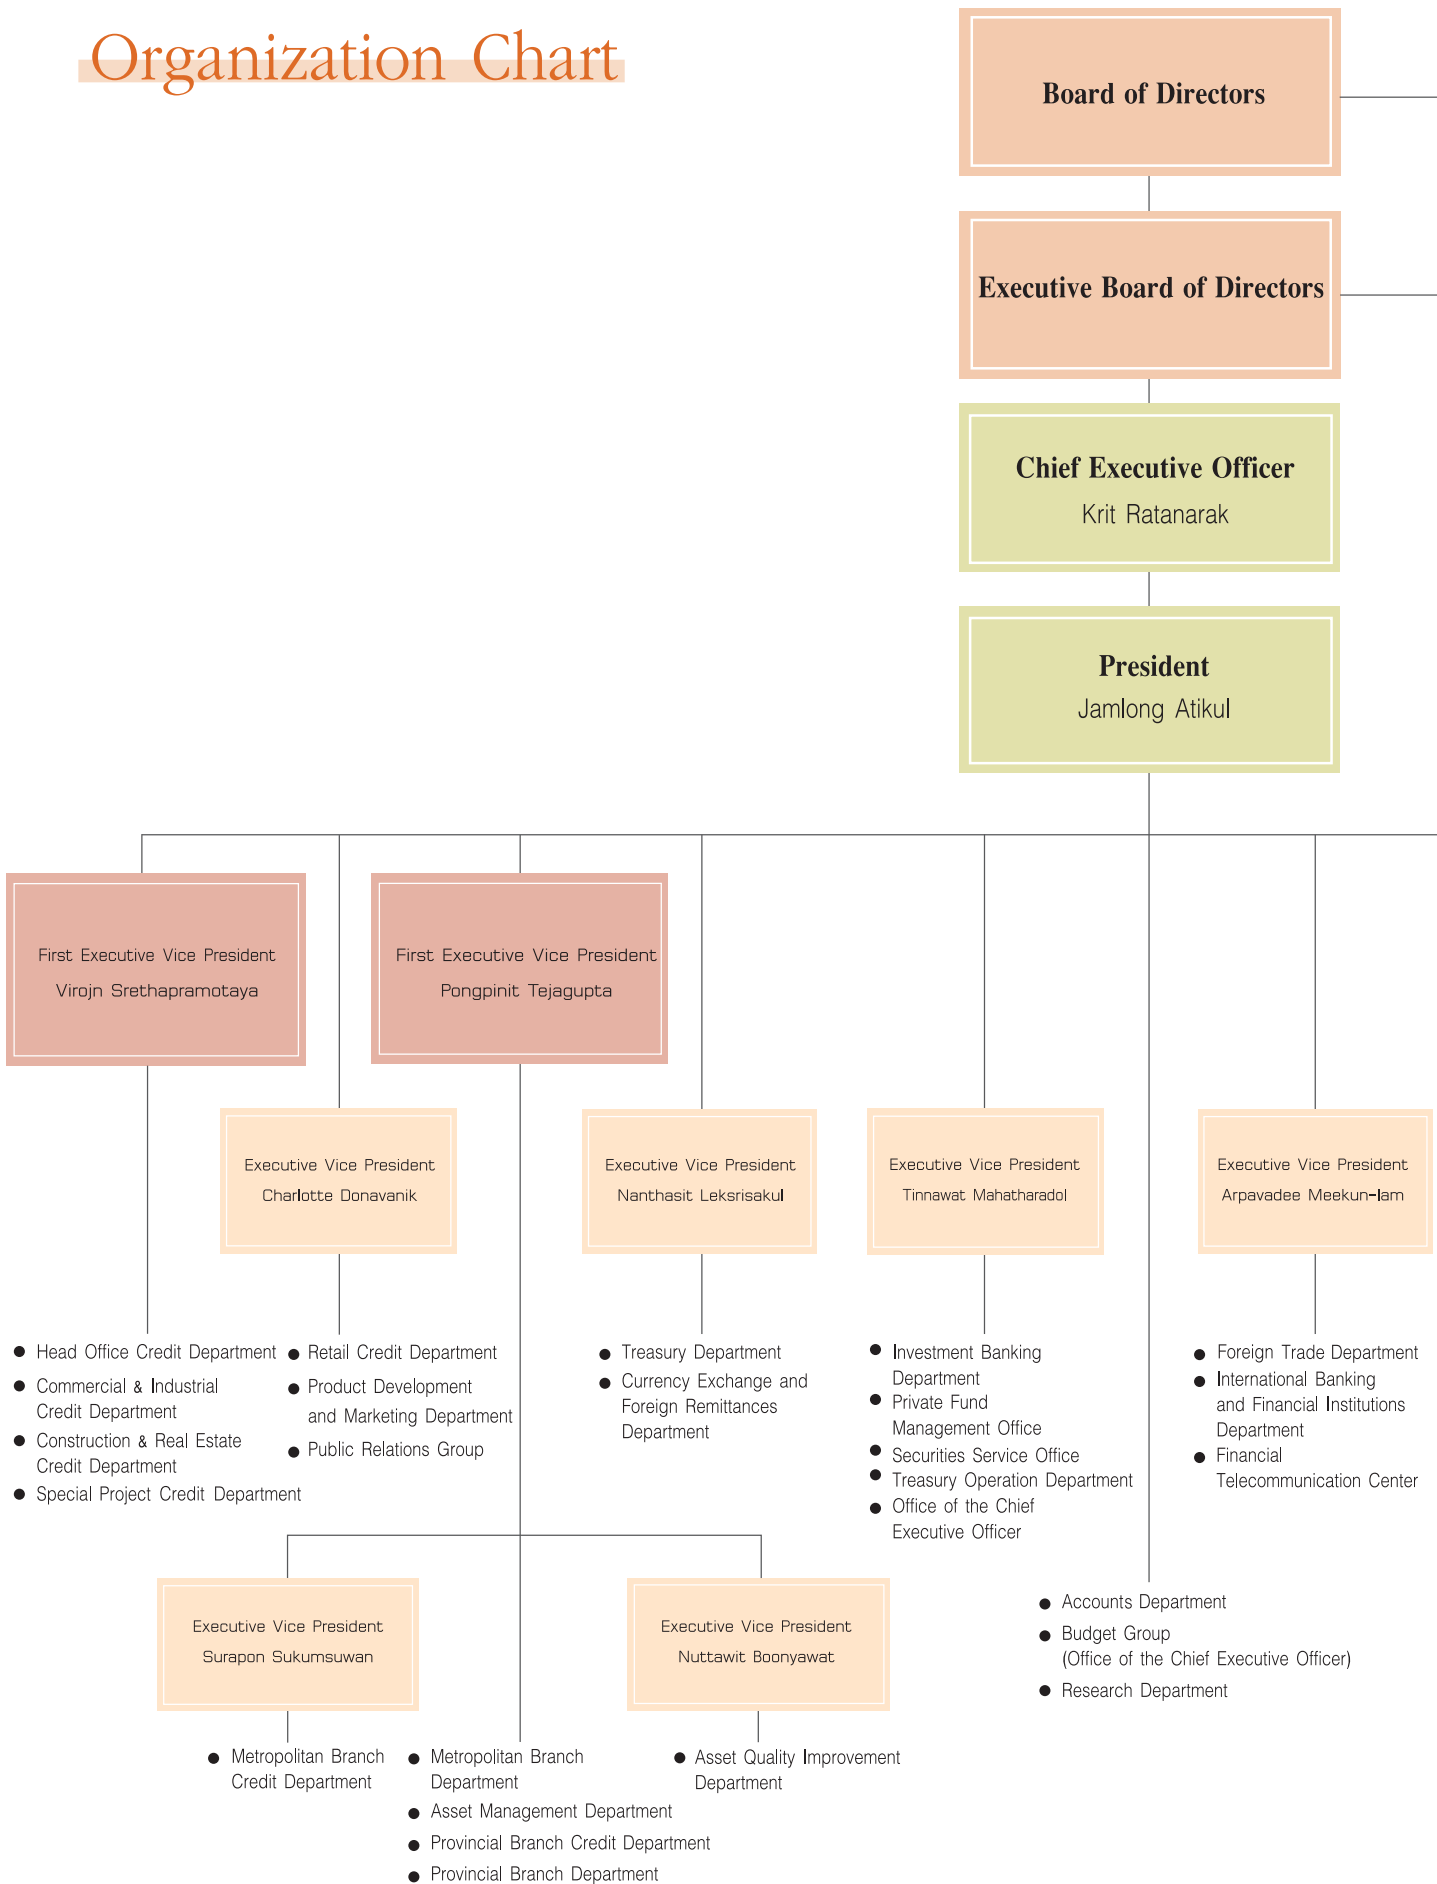 Organization Chart
Board of Directors
Executive Board of Directors
Chief Executive Officer
Krit Ratanarak
President
Jamlong Atikul
First Executive Vice President
Virojn Srethapramotaya
First Executive Vice President
Pongpinit Tejagupta
Executive Vice President
Charlotte Donavanik
Executive Vice President
Nanthasit Leksrisakul
Executive Vice President
Tinnawat Mahatharadol
Executive Vice President
Arpavadee Meekun-Iam
● Head Office Credit Department
● Commercial & Industrial
Credit Department
● Construction & Real Estate
Credit Department
● Special Project Credit Department
● Retail Credit Department
● Product Development
and Marketing Department
● Public Relations Group
● Treasury Department
● Currency Exchange and
Foreign Remittances
Department
● Investment Banking
Department
● Private Fund
Management Office
● Securities Service Office
● Treasury Operation Department
● Office of the Chief
Executive Officer
● Foreign Trade Department
● International Banking
and Financial Institutions
Department
● Financial
Telecommunication Center
Executive Vice President
Surapon Sukumsuwan
Executive Vice President
Nuttawit Boonyawat
● Accounts Department
● Budget Group
(Office of the Chief Executive Officer)
● Research Department
● Metropolitan Branch
Credit Department
● Metropolitan Branch
Department
● Asset Management Department
● Provincial Branch Credit Department
● Provincial Branch Department
● Asset Quality Improvement
Department